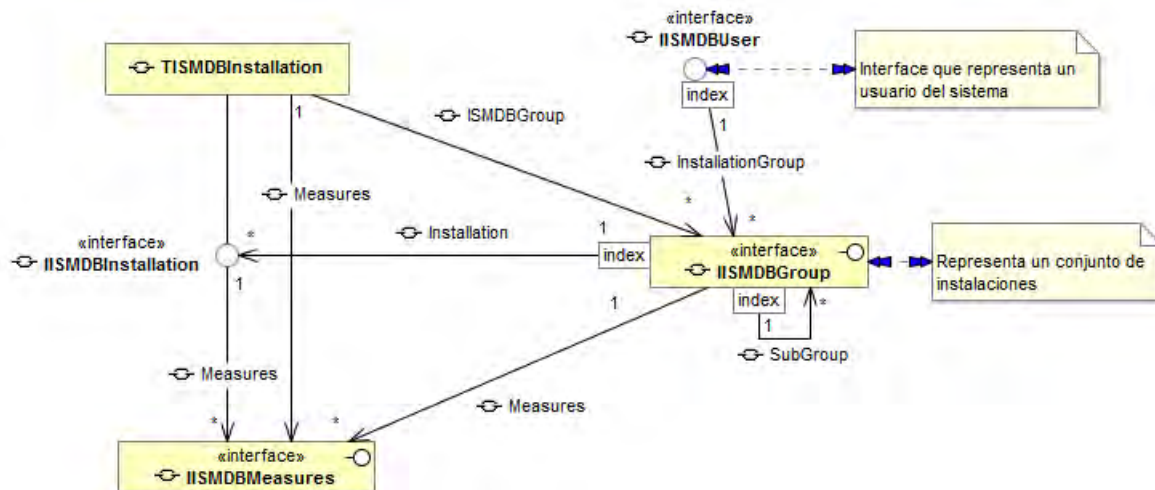 «interface»
IISMDBUser
TISMDBInstallation
Interface que representa un
usuario del sistema
index
1
1
ISMDBGroup
InstallationGroup
Measures
*
*
*
1
Installation
«interface»
IISMDBInstallation
1
index
«interface»
IISMDBGroup
Representa un conjunto de
instalaciones
index
*
1
1
SubGroup
Measures
Measures
*
*
«interface»
IISMDBMeasures